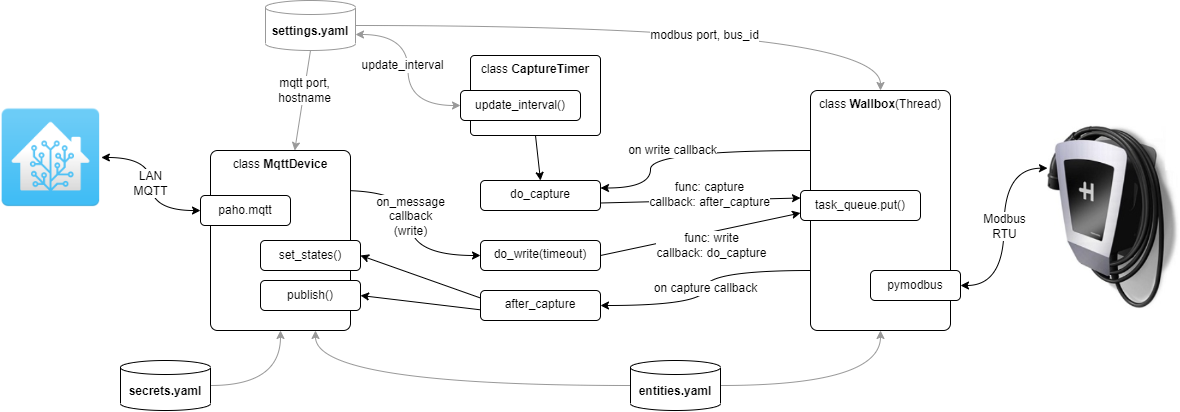 settings.yaml
modbus port, bus_id
update_interval
class CaptureTimer
mqtt port,
hostname
update_interval()
class Wallbox(Thread)
class MqttDevice
on write callback
LAN
MQTT
do_capture
func: capture
callback: after_capture
paho.mqtt
on_message
callback
(write)
task_queue.put()
Modbus
RTU
func: write
callback: do_capture
set_states()
do_write(timeout)
publish()
after_capture
on capture callback
pymodbus
secrets.yaml
entities.yaml